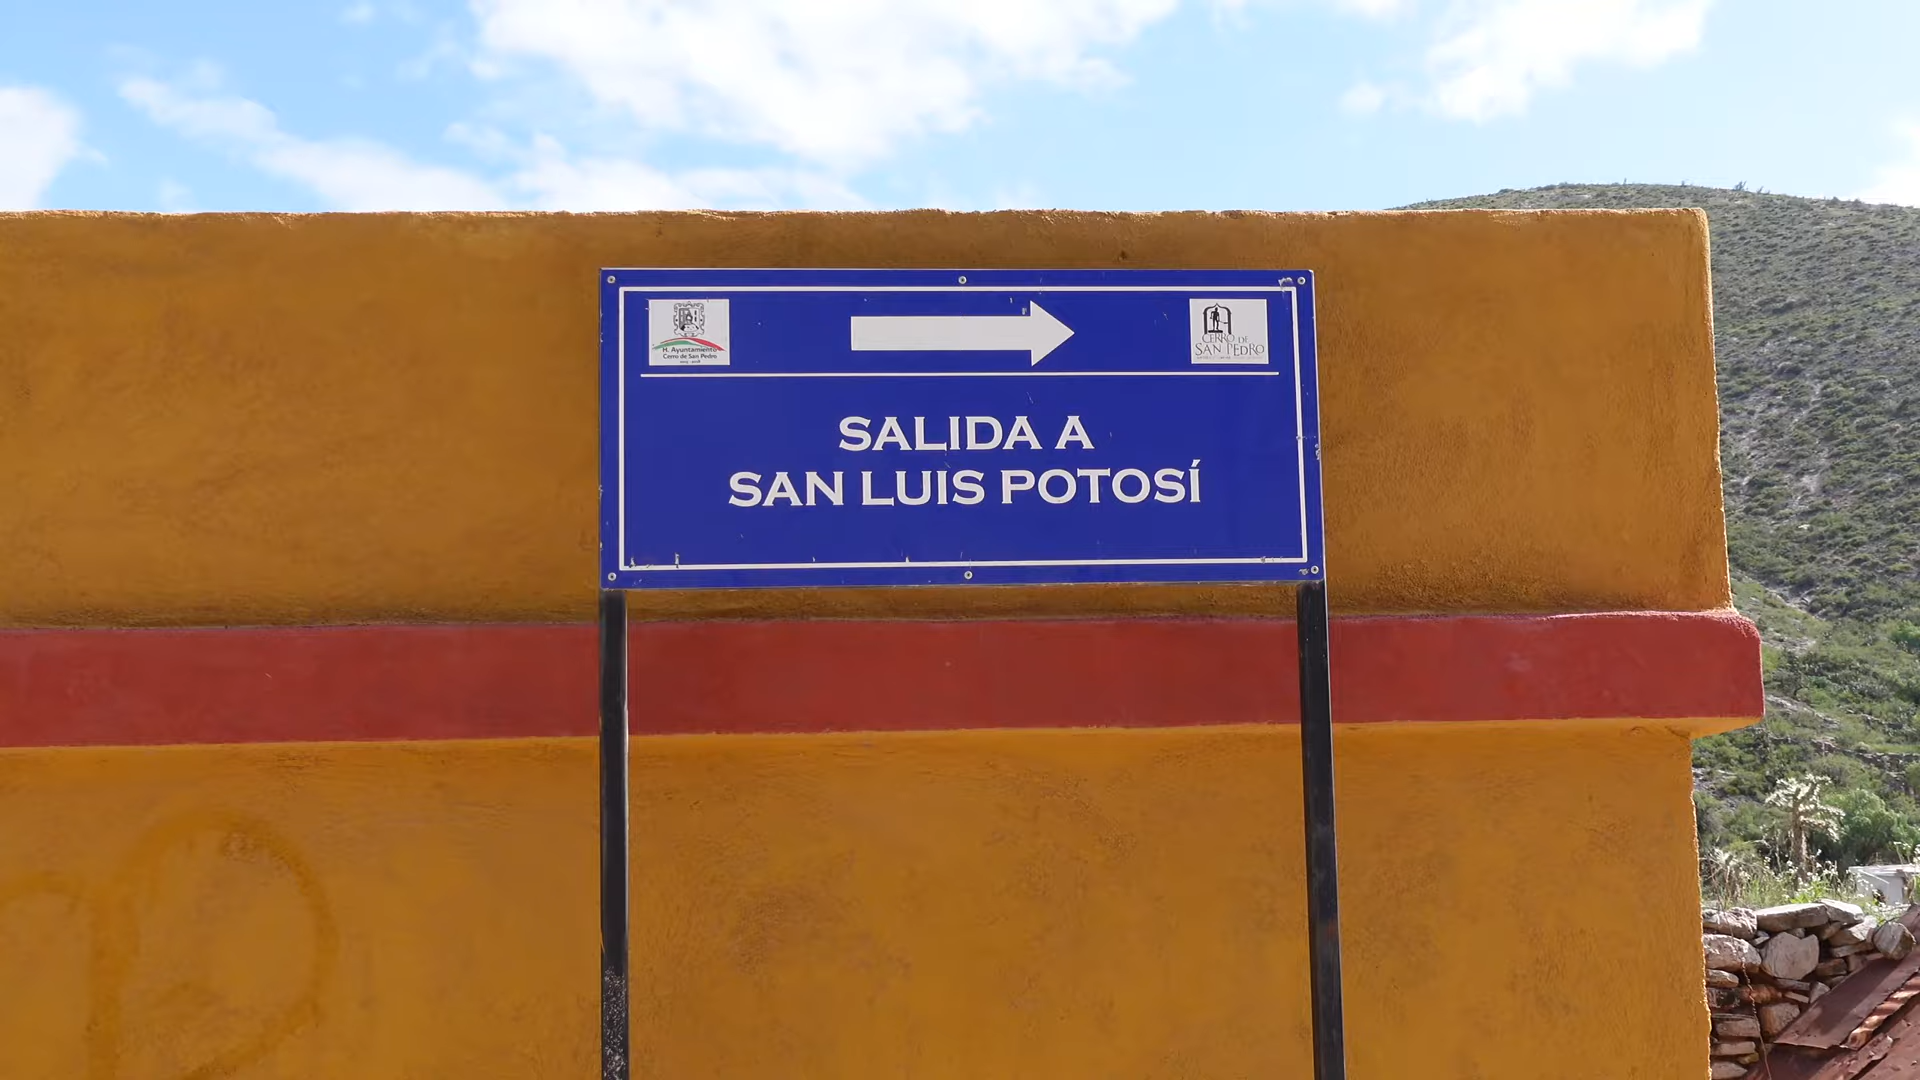 H. Ayuntamiento
Cerro de San Pedro
CERRO DE
SAN PEDRO
SALIDA A
SAN LUIS POTOSÍ